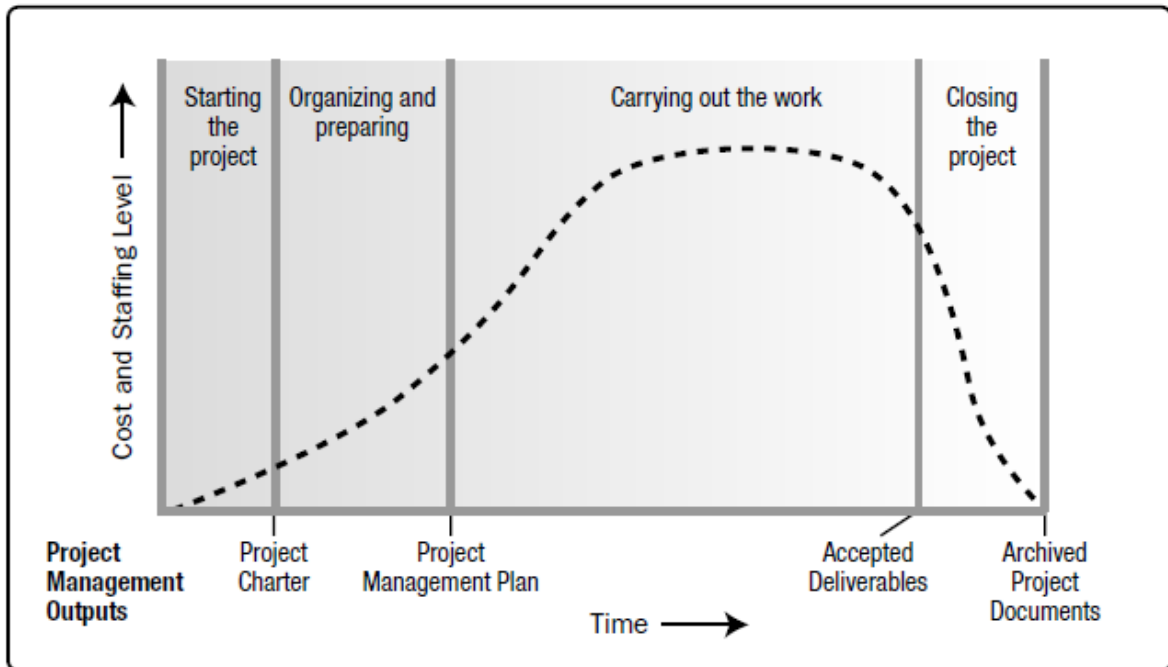 Starting
the
project
Organizing and
preparing
Carrying out the work
Closing
the
project
Cost and Staffing Level
Project
Management
Outputs
Project
Charter
Project
Management Plan
Accepted
Deliverables
Archived
Project
Documents
Time